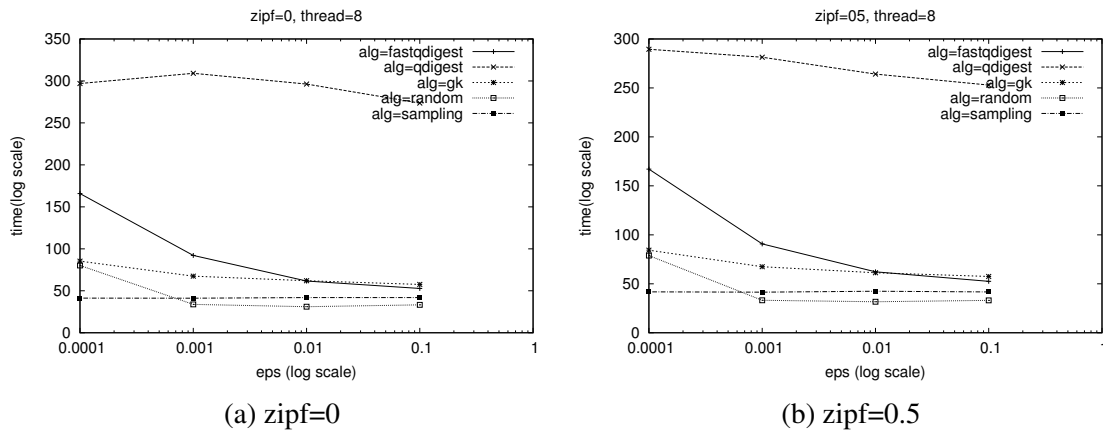 zipf=0, thread=8
350
300
250
200
150
100
50
0
time(log scale)
alg=fastqdigest
alg=qdigest
alg=gk
alg=random
alg=sampling
0.0001
0.001
0.01
0.1
1
eps (log scale)
(a) zipf=0
zipf=05, thread=8
300
250
200
150
100
50
0
time(log scale)
alg=fastqdigest
alg=qdigest
alg=gk
alg=random
alg=sampling
0.0001
0.001
0.01
0.1
1
eps (log scale)
(b) zipf=0.5